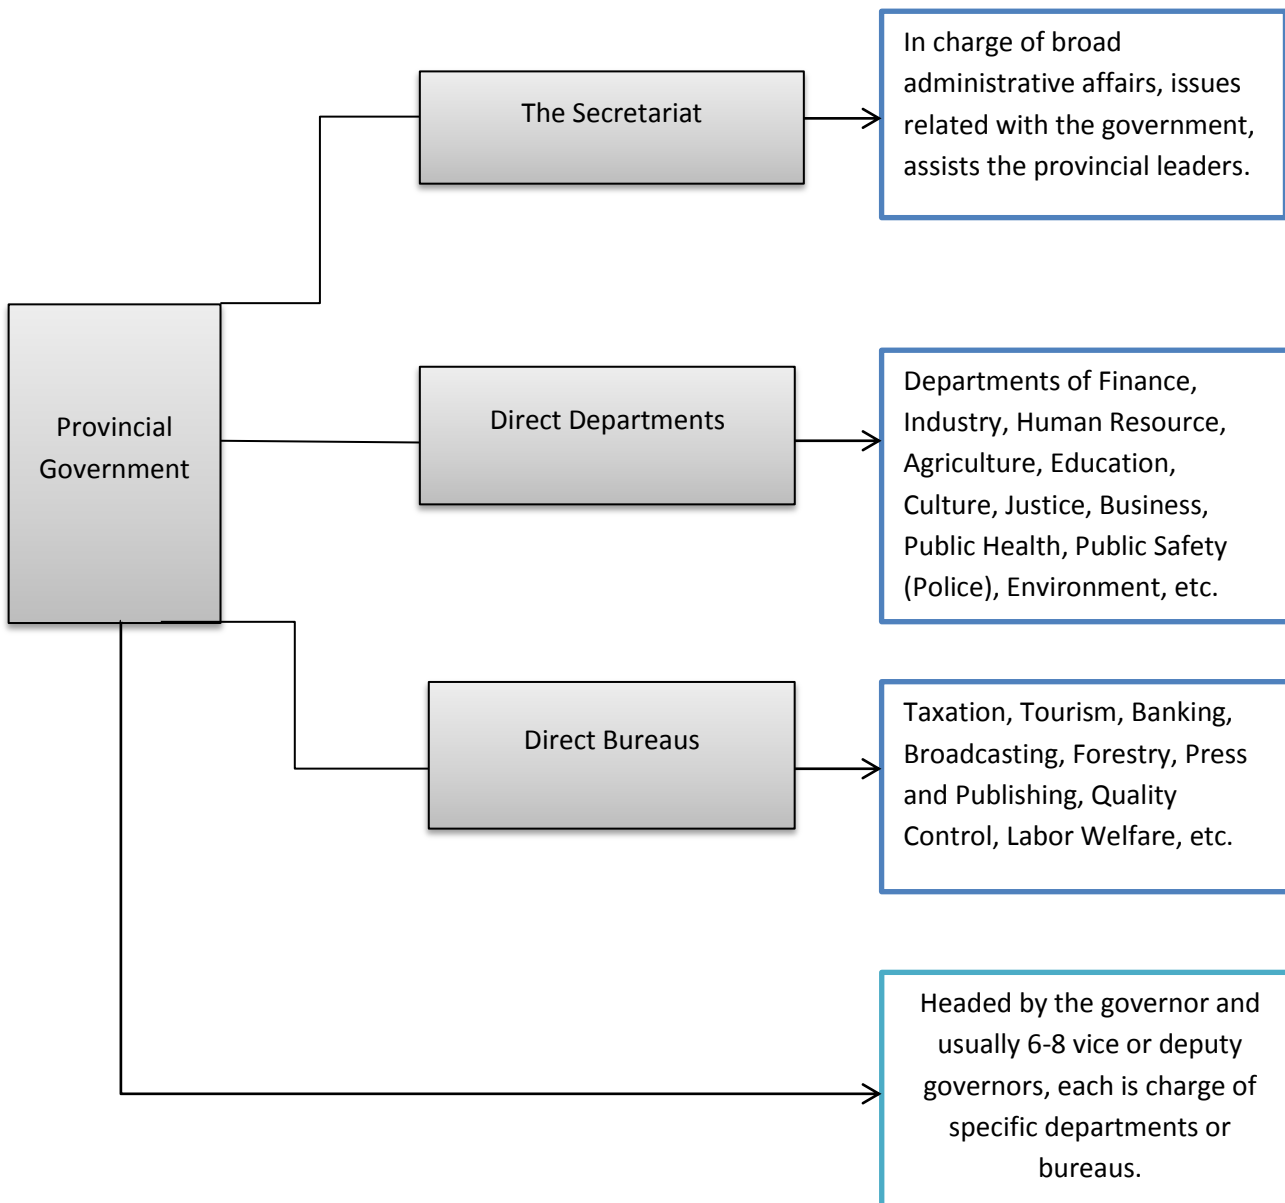 The Secretariat
In charge of broad
administrative affairs, issues
related with the government,
assists the provincial leaders.
Provincial
Government
Direct Departments
Departments of Finance,
Industry, Human Resource,
Agriculture, Education,
Culture, Justice, Business,
Public Health, Public Safety
(Police), Environment, etc.
Direct Bureaus
Taxation, Tourism, Banking,
Broadcasting, Forestry, Press
and Publishing, Quality
Control, Labor Welfare, etc.
Headed by the governor and
usually 6-8 vice or deputy
governors, each is charge of
specific departments or
bureaus.